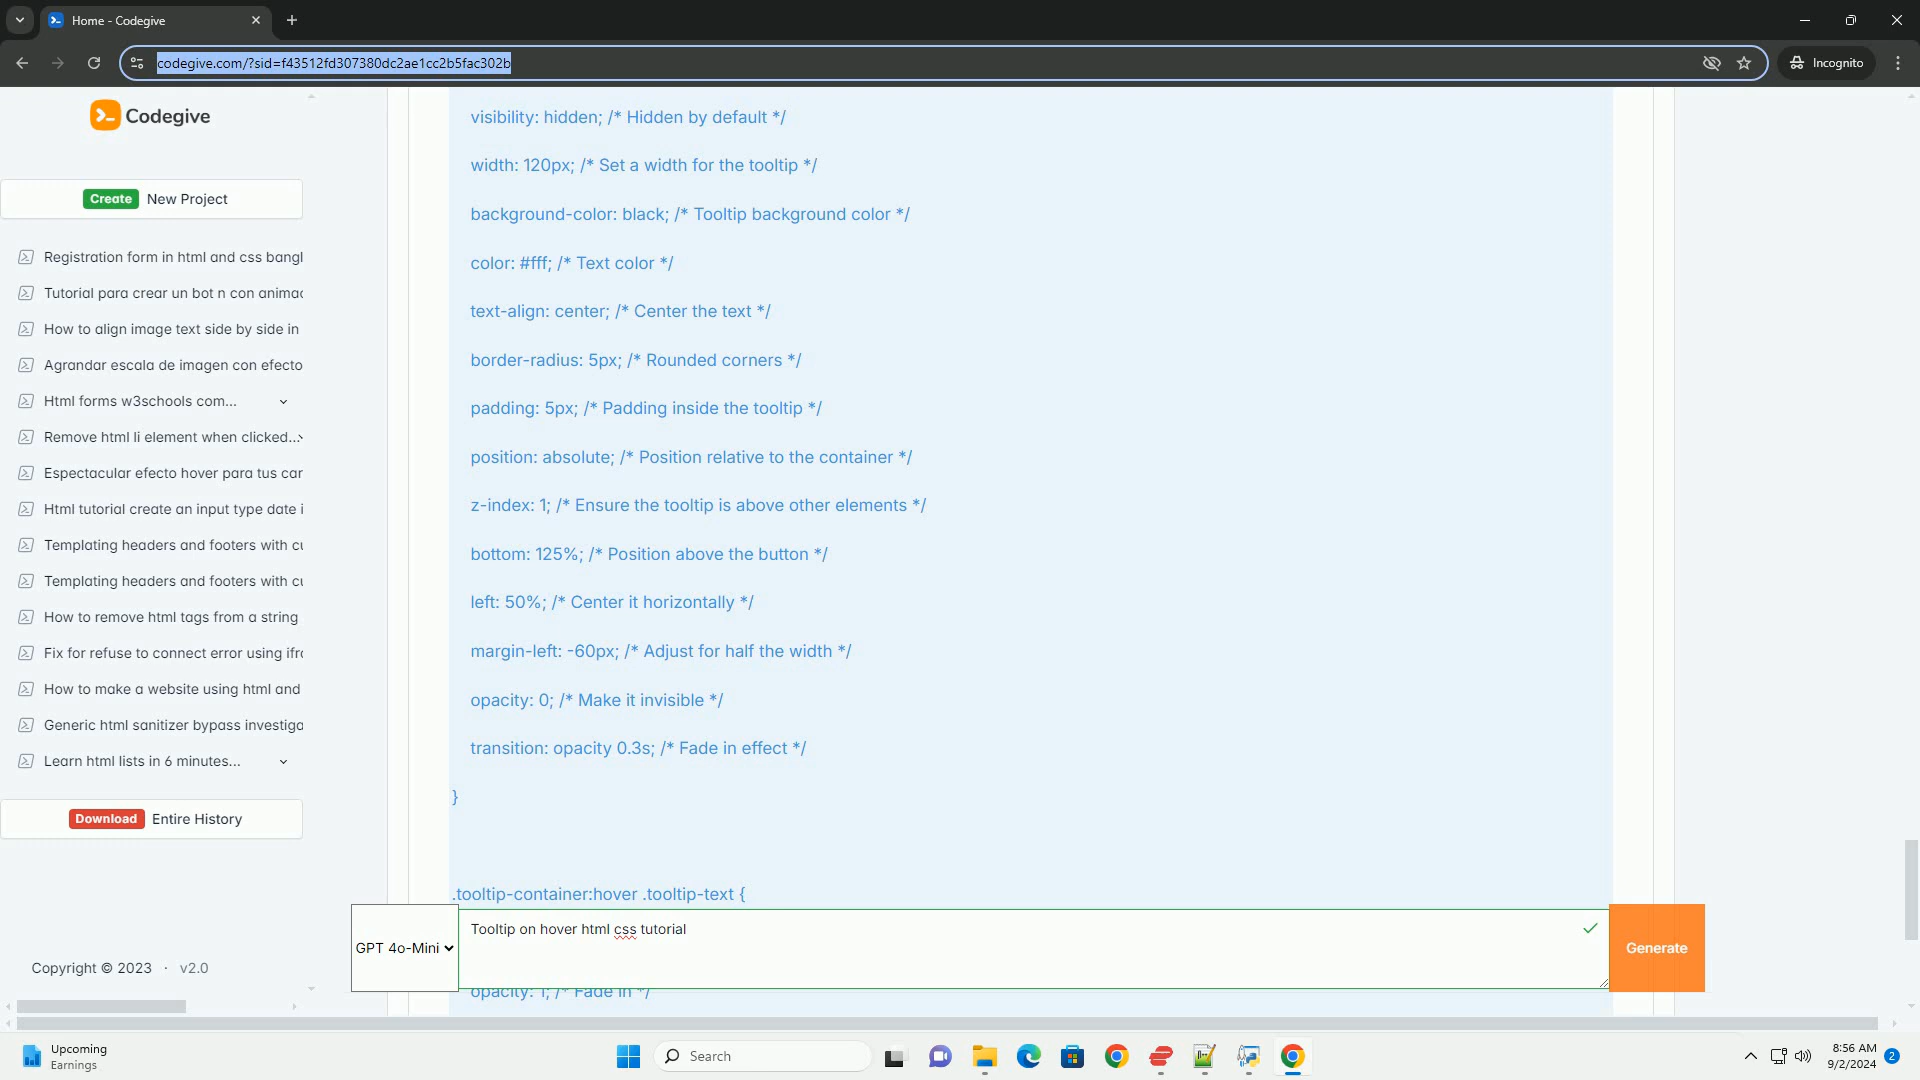 Home - Codegive
codegive.com/?sid=f43512fd307380dc2ae1cc2b5fac302b
Incognito
Codegive
Create New Project
Registration form in html and css bangl
Tutorial para crear un bot n con animac
How to align image text side by side in
Agrandar escala de imagen con efecto
Html forms w3schools com...
Remove html li element when clicked...
Espectacular efecto hover para tus car
Html tutorial create an input type date i
Templating headers and footers with cu
Templating headers and footers with cu
How to remove html tags from a string
Fix for refuse to connect error using ifra
How to make a website using html and
Generic html sanitizer bypass investiga
Learn html lists in 6 minutes...
Download Entire History
Copyright © 2023 · v2.0
visibility: hidden; /* Hidden by default */
width: 120px; /* Set a width for the tooltip */
background-color: black; /* Tooltip background color */
color: #fff; /* Text color */
text-align: center; /* Center the text */
border-radius: 5px; /* Rounded corners */
padding: 5px; /* Padding inside the tooltip */
position: absolute; /* Position relative to the container */
z-index: 1; /* Ensure the tooltip is above other elements */
bottom: 125%; /* Position above the button */
left: 50%; /* Center it horizontally */
margin-left: -60px; /* Adjust for half the width */
opacity: 0; /* Make it invisible */
transition: opacity 0.3s; /* Fade in effect */
}
.tooltip-container:hover .tooltip-text {
GPT 4o-Mini
Tooltip on hover html css tutorial
Generate
opacity: 1; /* Fade in */
Upcoming
Earnings
Search
8:56 AM
9/2/2024
2